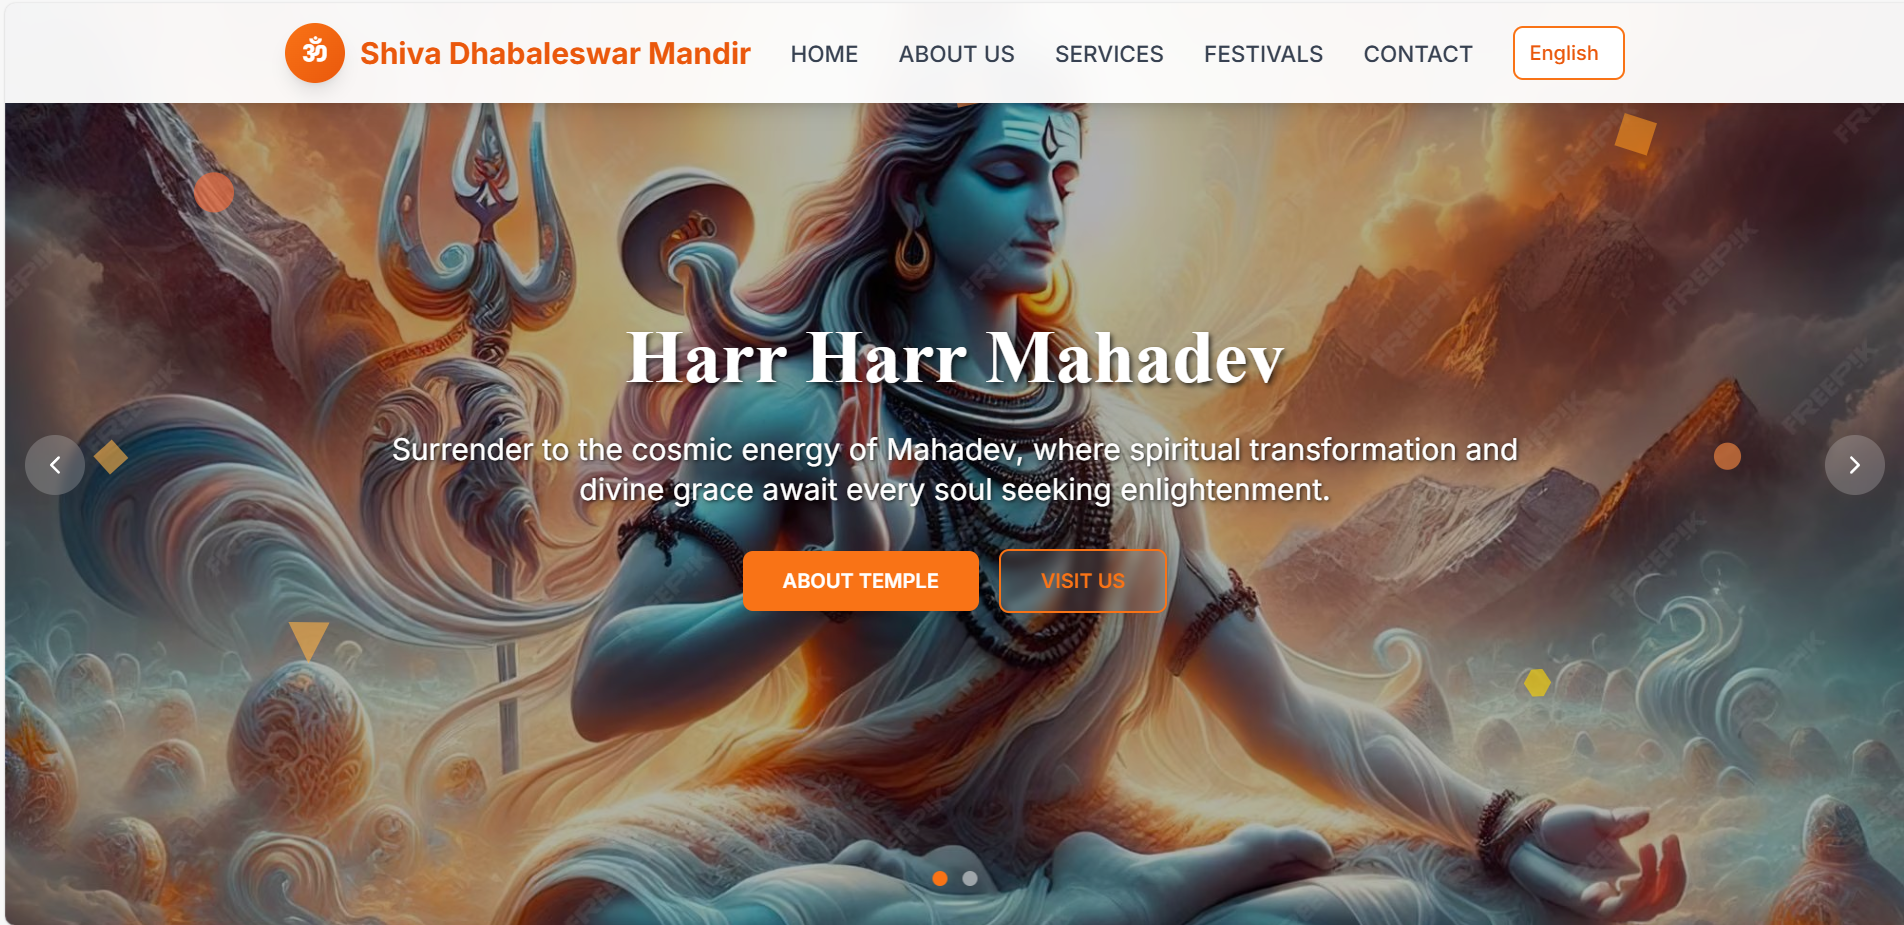 ॐ
Shiva Dhabaleswar Mandir
HOME
ABOUT US
SERVICES
FESTIVALS
CONTACT
English
Harr Harr Mahadev
Surrender to the cosmic energy of Mahadev, where spiritual transformation and
divine grace await every soul seeking enlightenment.
ABOUT TEMPLE
VISIT US
FREEPIK